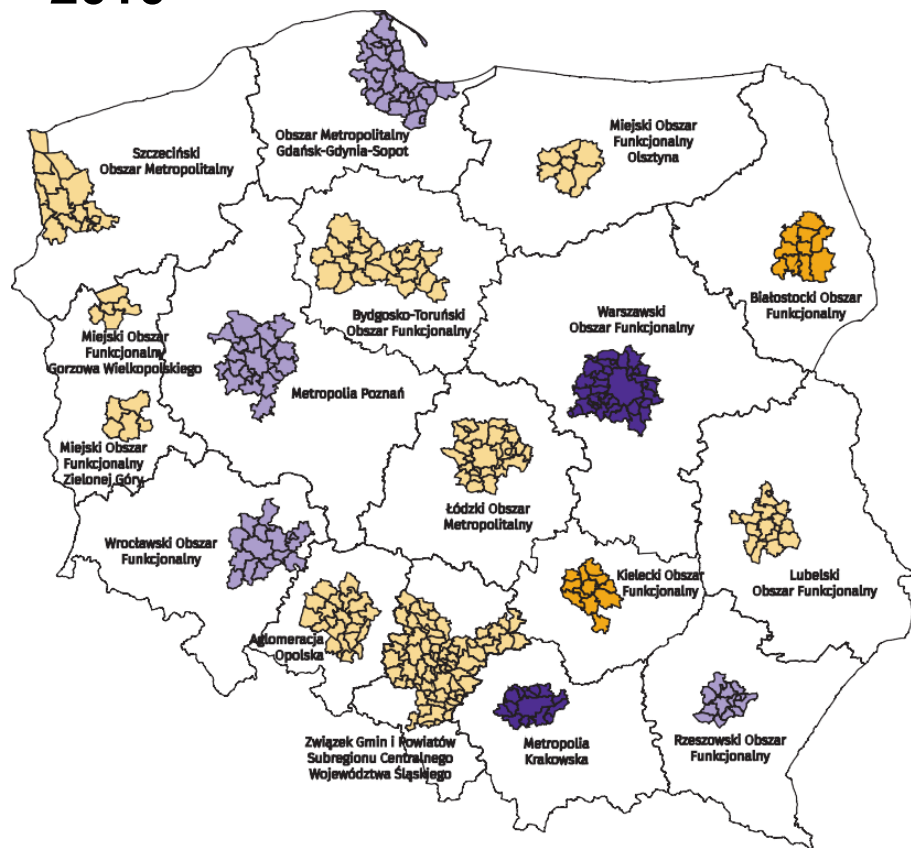 Obszar Metropolitalny
Gdańsk-Gdynia-Sopot
Miejski Obszar
Funkcjonalny
Olsztyna
Szczeciński
Obszar Metropolitalny
Białostocki Obszar
Funkcjonalny
Bydgosko-Toruński
Obszar Funkcjonalny
Warszawski
Obszar Funkcjonalny
Miejski Obszar
Funkcjonalny
Gorzowa Wielkopolskiego
Metropolia Poznań
Miejski Obszar
Funkcjonalny
Zielonej Góry
Łódzki Obszar
Metropolitalny
Wrocławski Obszar
Funkcjonalny
Kielecki Obszar
Funkcjonalny
Lubelski
Obszar Funkcjonalny
Aglomeracja
Opolska
Związek Gmin i Powiatów
Subregionu Centralnego
Województwa Śląskiego
Metropolia
Krakowska
Rzeszowski Obszar
Funkcjonalny